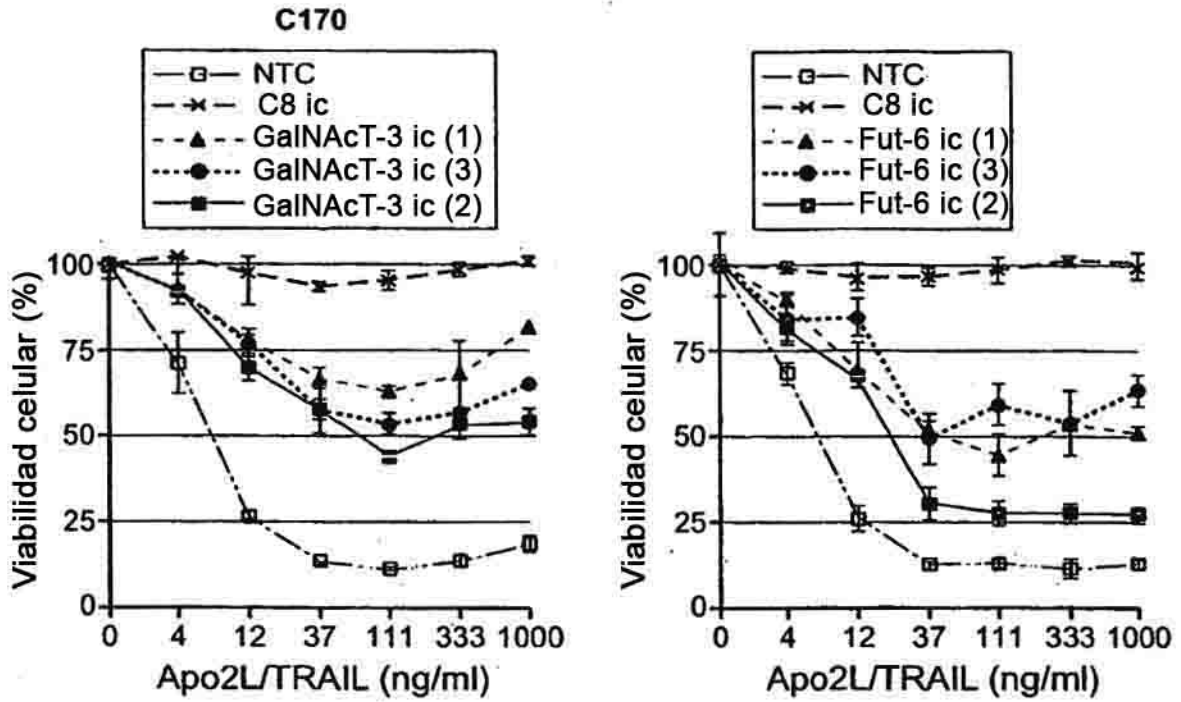 C170
NTC
C8 ic
GalNAcT-3 ic (1)
GalNAcT-3 ic (3)
GalNAcT-3 ic (2)
Viabilidad celular (%)
100
75
50
25
0
0 4 12 37 111 333 1000
Apo2L/TRAIL (ng/ml)
NTC
C8 ic
Fut-6 ic (1)
Fut-6 ic (3)
Fut-6 ic (2)
Viabilidad celular (%)
100
75
50
25
0
0 4 12 37 111 333 1000
Apo2L/TRAIL (ng/ml)